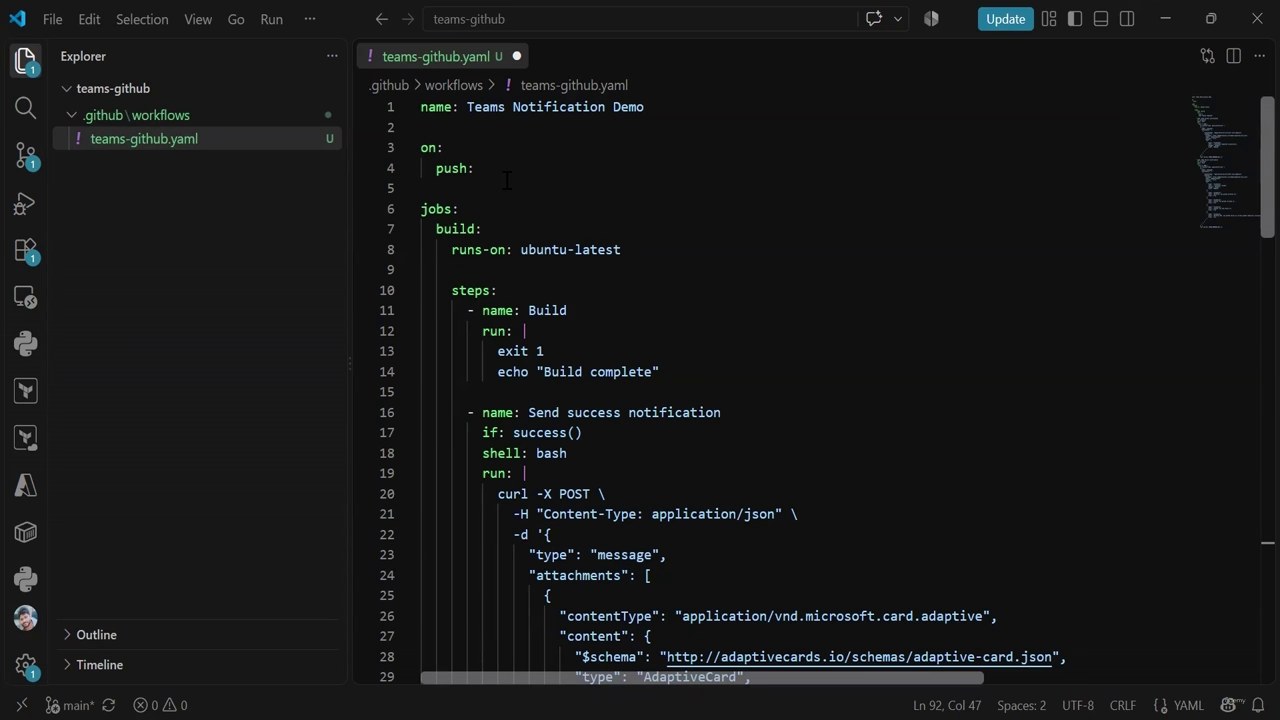 File Edit Selection View Go Run ··· teams-github Update
Explorer ···
teams-github
.github\workflows
teams-github.yaml U
1
1
1
1
teams-github.yaml U
.github > workflows > teams-github.yaml
1 name: Teams Notification Demo
2
3 on:
4 push:
5
6 jobs:
7 build:
8 runs-on: ubuntu-latest
9
10 steps:
11 - name: Build
12 run: |
13 exit 1
14 echo "Build complete"
15
16 - name: Send success notification
17 if: success()
18 shell: bash
19 run: |
20 curl -X POST \
21 -H "Content-Type: application/json" \
22 -d '{
23 "type": "message",
24 "attachments": [
25 {
26 "contentType": "application/vnd.microsoft.card.adaptive",
27 "content": {
28 "$schema": "http://adaptivecards.io/schemas/adaptive-card.json",
29 "type": "AdaptiveCard",
Outline
Timeline
main* 0 0 Ln 92, Col 47 Spaces: 2 UTF-8 CRLF {} YAML